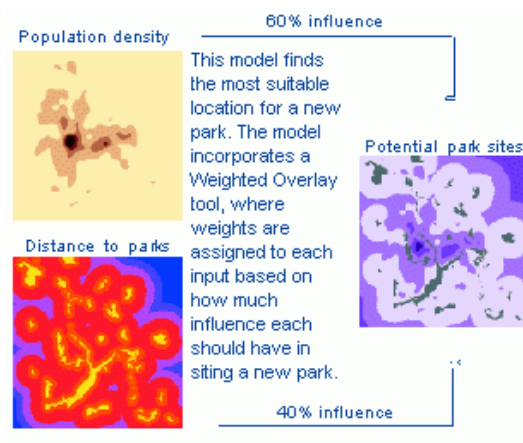 60% influence
Population density
This model finds
the most suitable
location for a new
park. The model
incorporates a
Weighted Overlay
tool, where
weights are
assigned to each
input based on
how much
influence each
should have in
siting a new park.
Potential park sites
Distance to parks
40% influence